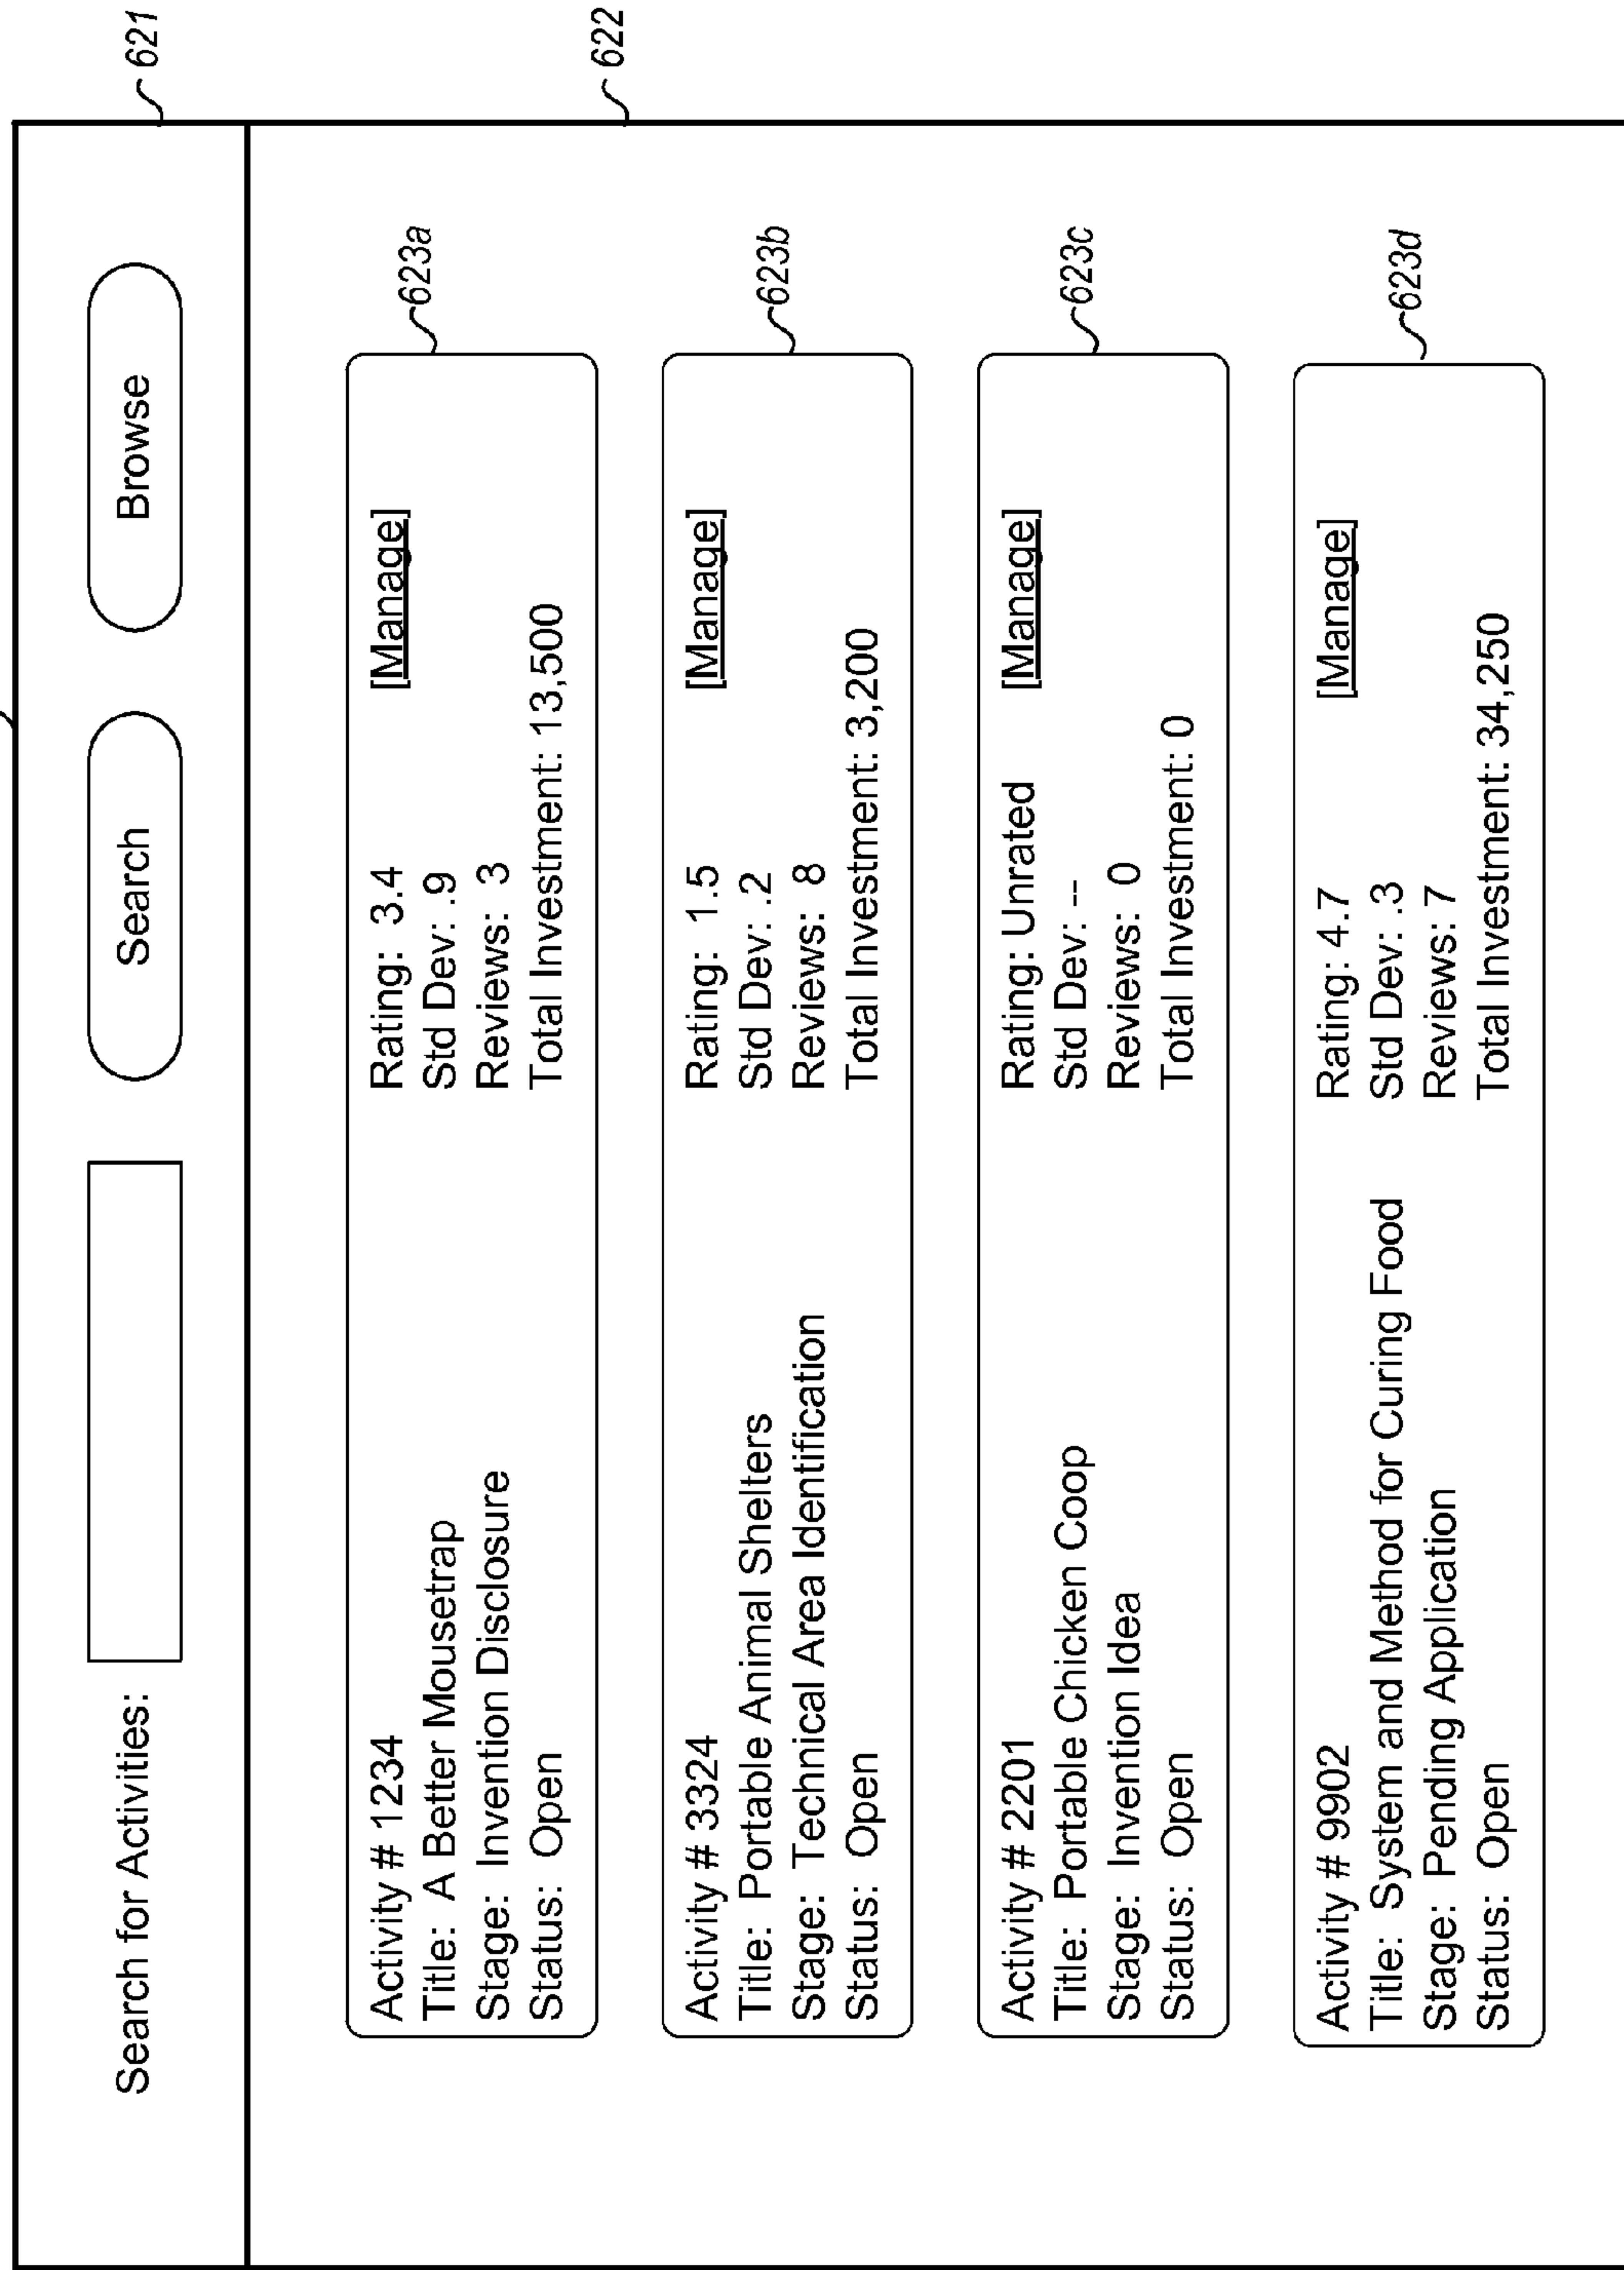 Search for Activities:
Search
Browse
621
622
Activity # 1234
Title: A Better Mousetrap
Stage: Invention Disclosure
Status: Open
Rating: 3.4
Std Dev: .9
Reviews: 3
Total Investment: 13,500
[Manage]
623a
Activity # 3324
Title: Portable Animal Shelters
Stage: Technical Area Identification
Status: Open
Rating: 1.5
Std Dev: .2
Reviews: 8
Total Investment: 3,200
[Manage]
623b
Activity # 2201
Title: Portable Chicken Coop
Stage: Invention Idea
Status: Open
Rating: Unrated
Std Dev: --
Reviews: 0
Total Investment: 0
[Manage]
623c
Activity # 9902
Title: System and Method for Curing Food
Stage: Pending Application
Status: Open
Rating: 4.7
Std Dev: .3
Reviews: 7
Total Investment: 34,250
[Manage]
623d